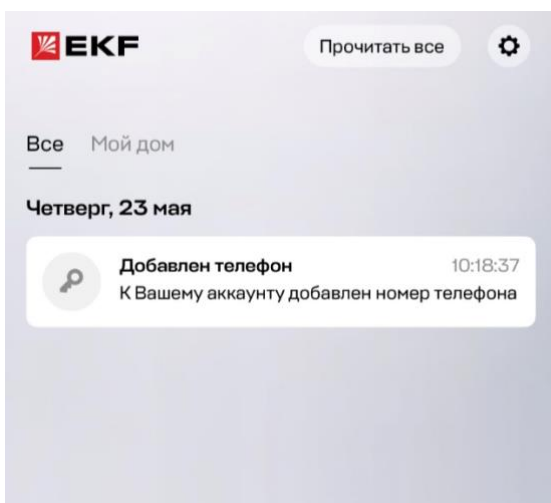 EKF
Прочитать все
Все Мой дом
Четверг, 23 мая
Добавлен телефон 10:18:37
К Вашему аккаунту добавлен номер телефона